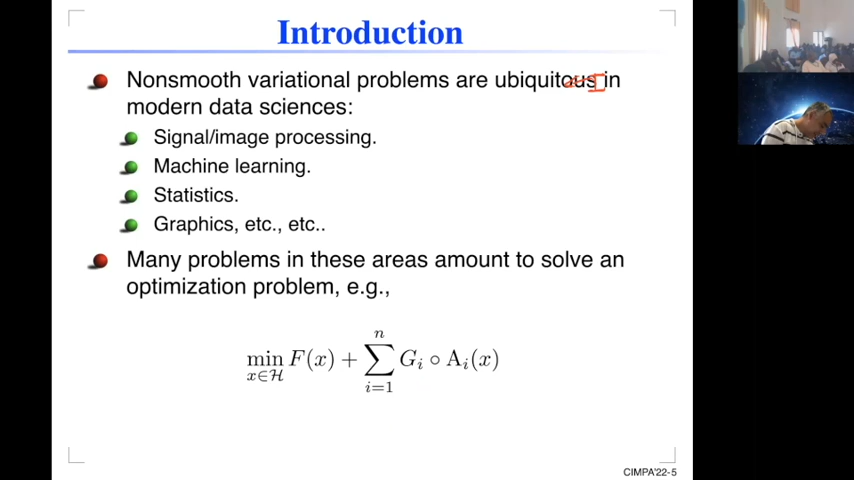 Introduction
Nonsmooth variational problems are ubiquitous in
modern data sciences:
Signal/image processing.
Machine learning.
Statistics.
Graphics, etc., etc..
Many problems in these areas amount to solve an
optimization problem, e.g.,
min_{x∈ℋ} F(x) + ∑_{i=1}^{n} G_i ∘ A_i(x)
CIMPA'22-5